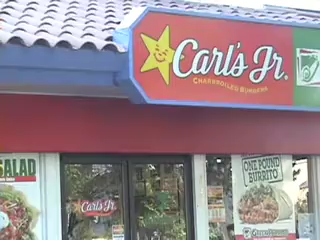 Carl's Jr.
CHARBROILED BURGERS
SALAD
Carl's Jr.
ONE POUND
BURRITO